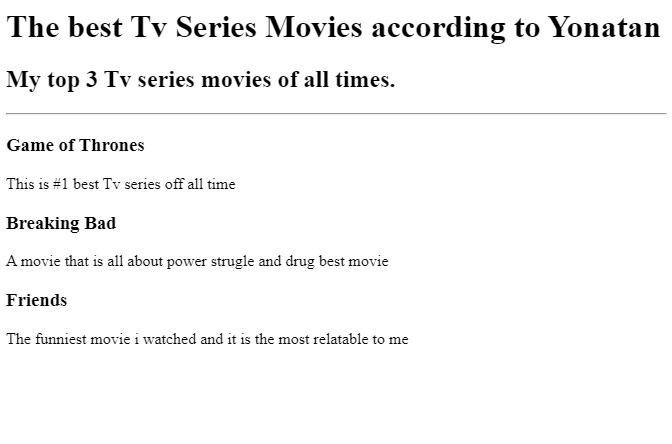 The best Tv Series Movies according to Yonatan
My top 3 Tv series movies of all times.
Game of Thrones
This is #1 best Tv series off all time
Breaking Bad
A movie that is all about power strugle and drug best movie
Friends
The funniest movie i watched and it is the most relatable to me